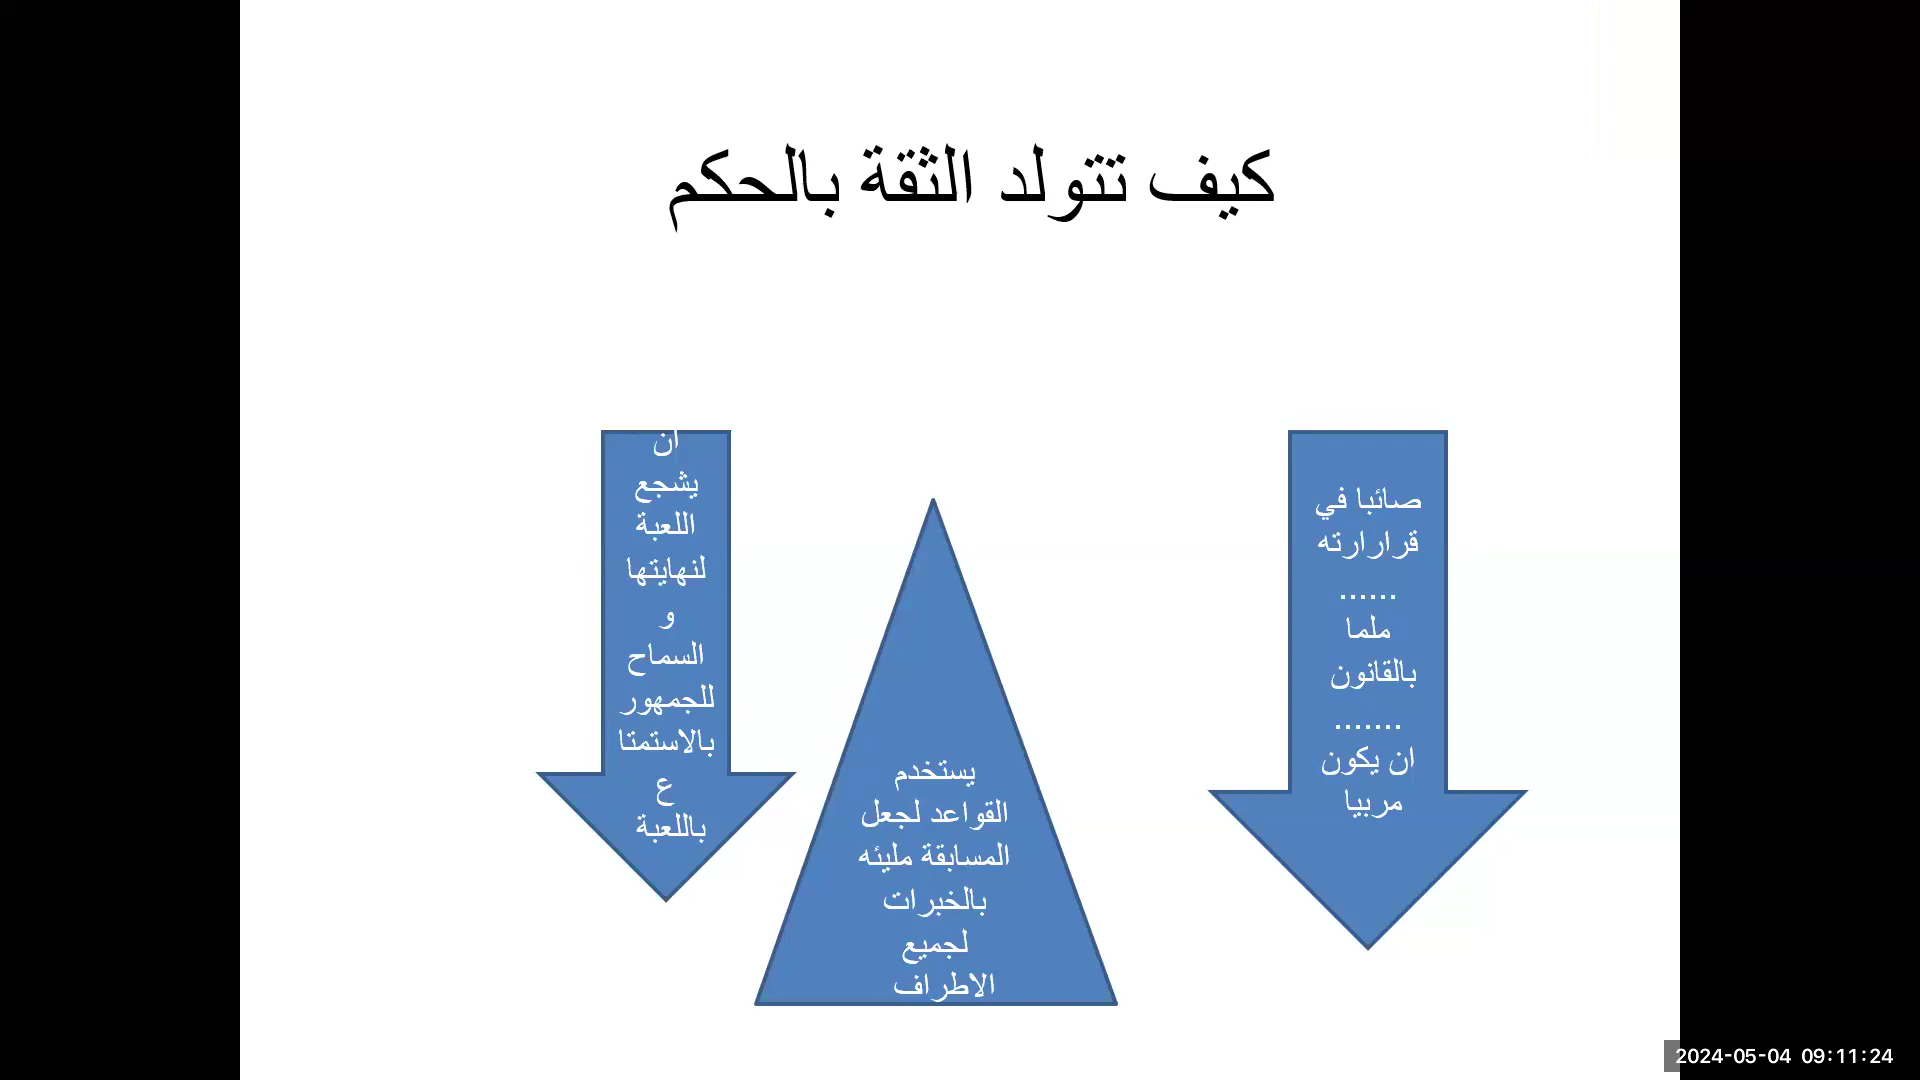 كيف تتولد الثقة بالحكم
صائبا في
قرارارته
......
ملما
بالقانون
.......
ان يكون
مربيا
يستخدم
القواعد لجعل
المسابقة مليئه
بالخبرات
لجميع
الاطراف
ان
يشجع
اللعبة
لنهايتها
و
السماح
للجمهور
بالاستمتا
ع
باللعبة
2024-05-04 09:11:24